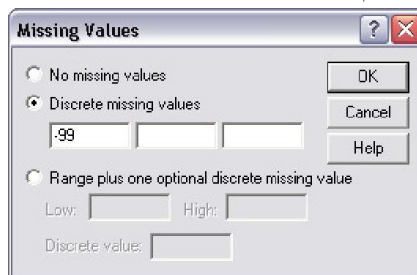 Missing Values
No missing values
OK
Discrete missing values
Cancel
-99
Help
Range plus one optional discrete missing value
Low: High:
Discrete value: